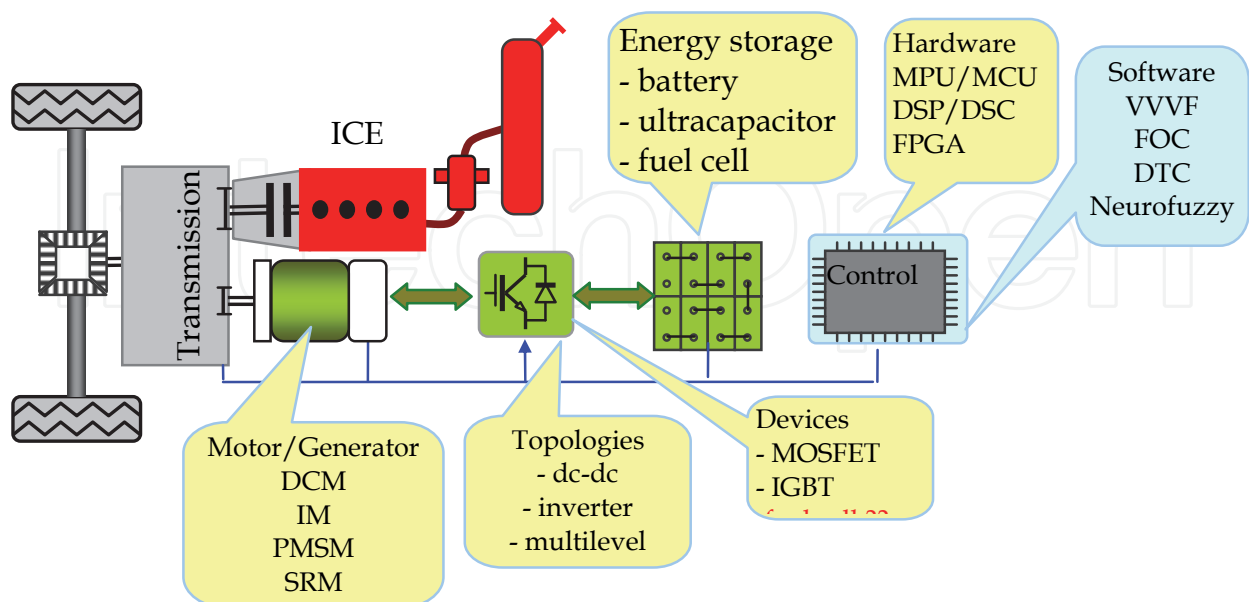 Energy storage
- battery
- ultracapacitor
- fuel cell
Hardware
MPU/MCU
DSP/DSC
FPGA
Software
VVVF
FOC
DTC
Neurofuzzy
ICE
Transmission
Control
IntechOpen
Motor/Generator
DCM
IM
PMSM
SRM
Topologies
- dc-dc
- inverter
- multilevel
Devices
- MOSFET
- IGBT